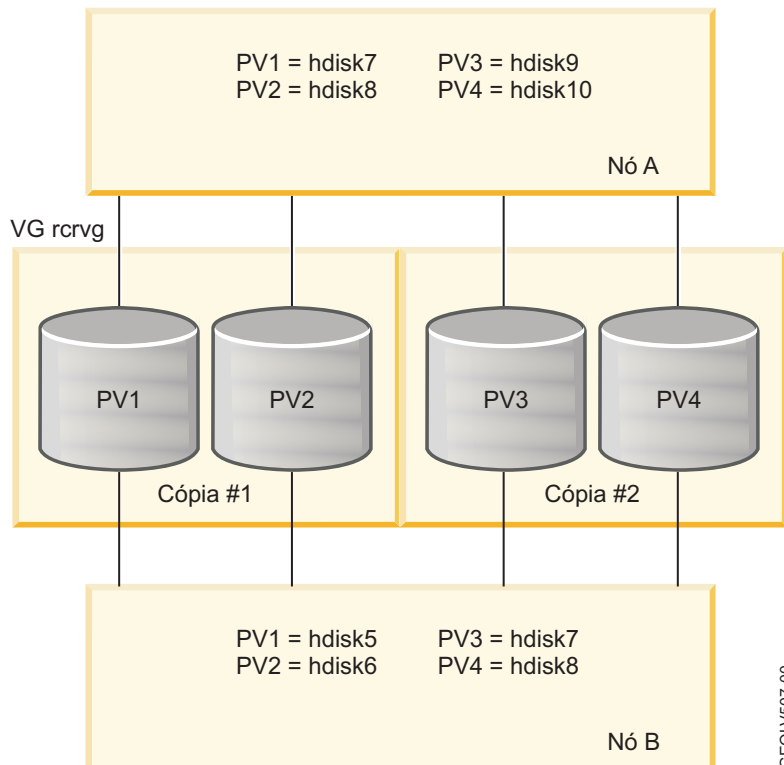 PV1 = hdisk7 PV3 = hdisk9
PV2 = hdisk8 PV4 = hdisk10
Nó A
VG rcrvg
PV1 PV2 PV3 PV4
Cópia #1 Cópia #2
PV1 = hdisk5 PV3 = hdisk7
PV2 = hdisk6 PV4 = hdisk8
Nó B